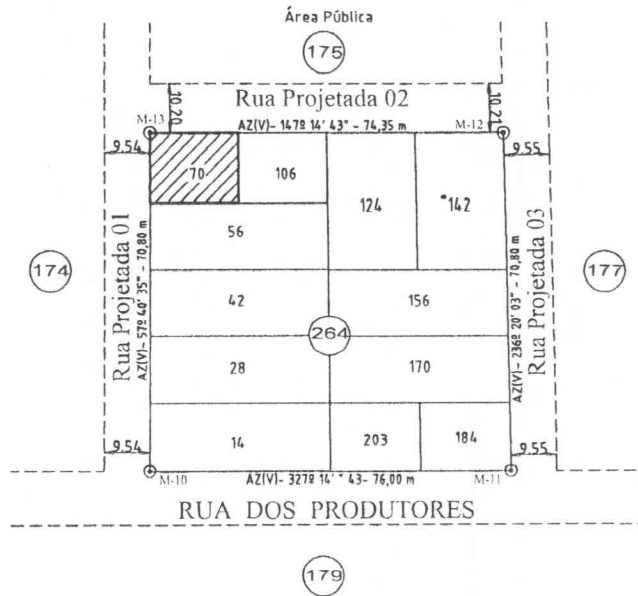 Área Pública
175
10.20
Rua Projetada 02
10.21
M-13
AZ(V)- 147º 14' 43" - 74,35 m
M-12
9.54
9.55
70
106
124
142
56
174
Rua Projetada 01
AZ(V)- 57º 40' 35" - 70,80 m
42
156
264
28
170
AZ(V)- 236º 20' 03" - 70,80 m
Rua Projetada 03
177
14
203
184
9.54
9.55
M-10
AZ(V)- 327º 14' " 43- 76,00 m
M-11
RUA DOS PRODUTORES
179